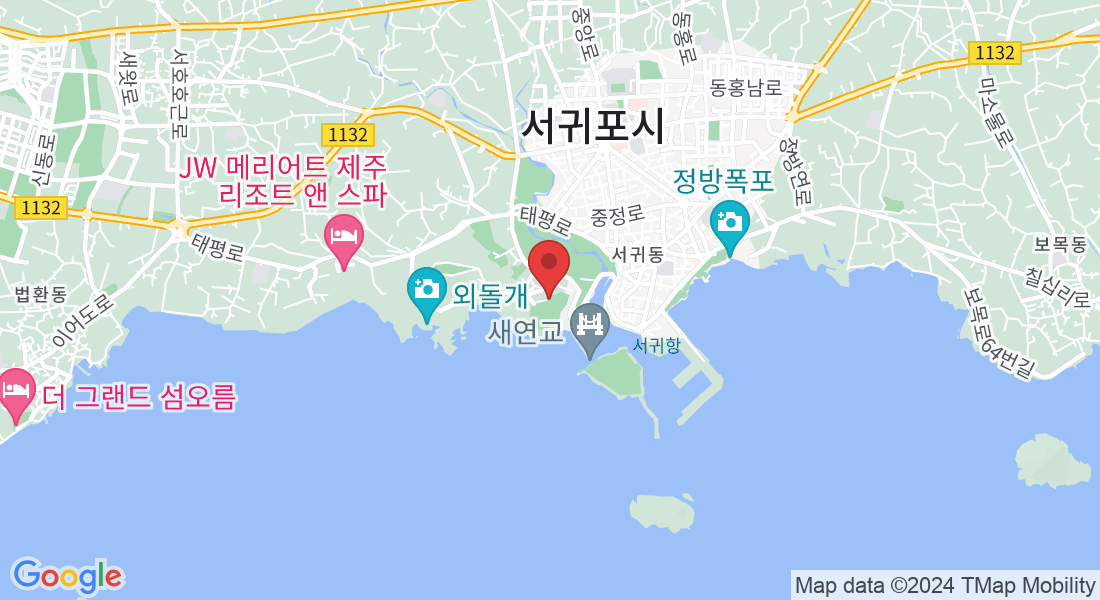 중앙로
동홍로
1132
새왓로
서호호근로
동홍남로
마소물로
서귀포시
1132
신동로
JW 메리어트 제주
리조트 앤 스파
정방연로
정방폭포
1132
태평로
중정로
태평로
서귀동
보목동
법환동
외돌개
칠십리로
이어도로
새연교
서귀항
보목로64번길
더 그랜드 섬오름
Google
Map data ©2024 TMap Mobility